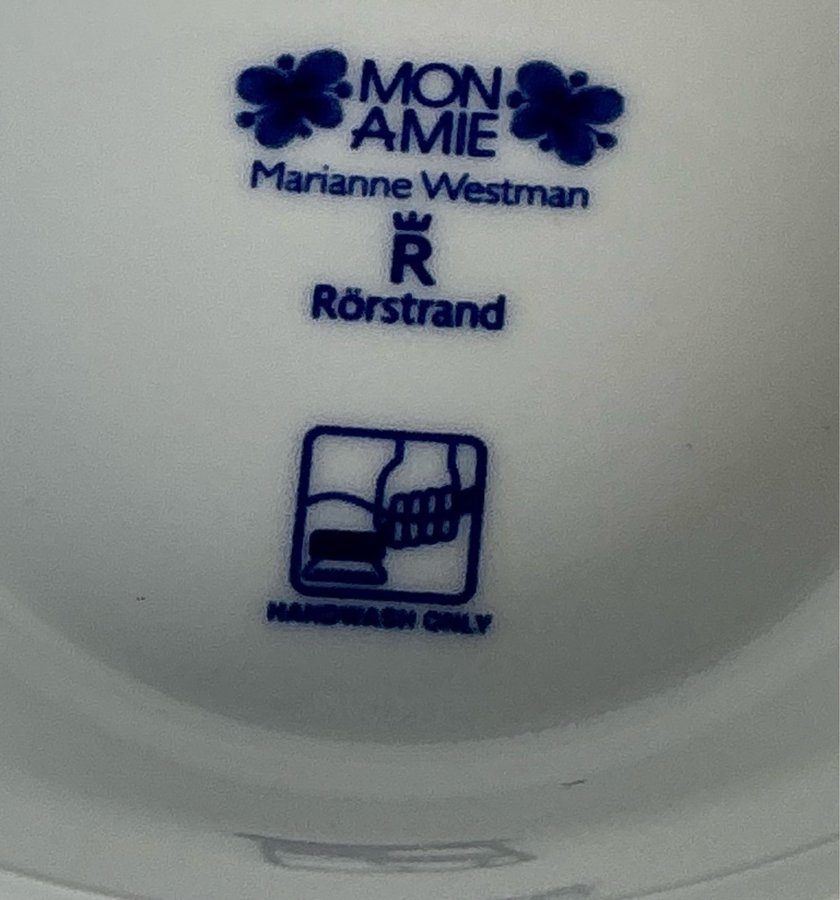 MON
AMIE
Marianne Westman
R
Rörstrand
HANDWASH ONLY